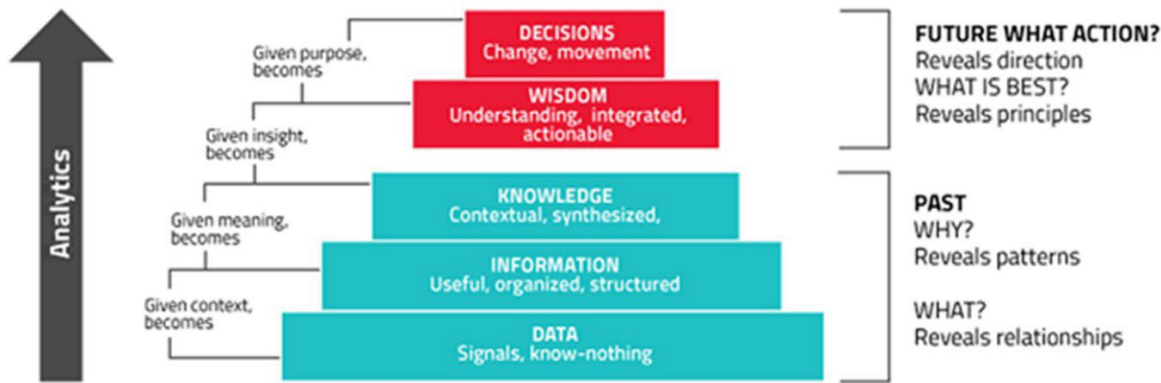 Analytics
Given purpose,
becomes
Given insight,
becomes
Given meaning,
becomes
Given context,
becomes
DECISIONS
Change, movement
WISDOM
Understanding, integrated,
actionable
KNOWLEDGE
Contextual, synthesized,
INFORMATION
Useful, organized, structured
DATA
Signals, know-nothing
FUTURE WHAT ACTION?
Reveals direction
WHAT IS BEST?
Reveals principles
PAST
WHY?
Reveals patterns
WHAT?
Reveals relationships